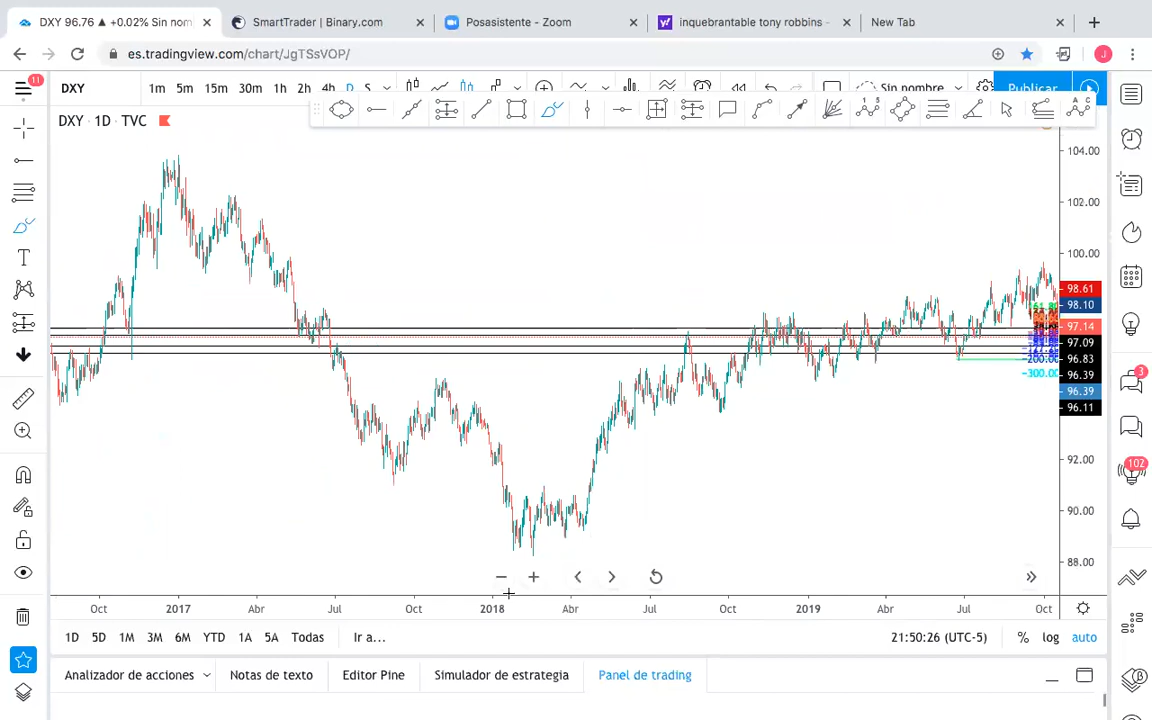 DXY 96.76 ▲ +0.02% Sin nom
SmartTrader | Binary.com
Posasistente - Zoom
inquebrantable tony robbins -
New Tab
es.tradingview.com/chart/JgTSsVOP/
J
11
DXY
1m 5m 15m 30m 1h 2h 4h D S
Sin nombre
Publicar
DXY · 1D · TVC
104.00
102.00
100.00
98.61
98.10
97.14
97.09
96.83
96.39
96.39
96.11
92.00
90.00
88.00
-200.00
-300.00
Oct 2017 Abr Jul Oct 2018 Abr Jul Oct 2019 Abr Jul Oct
1D 5D 1M 3M 6M YTD 1A 5A Todas Ir a...
21:50:26 (UTC-5) % log auto
Analizador de acciones Notas de texto Editor Pine Simulador de estrategia Panel de trading
3
102